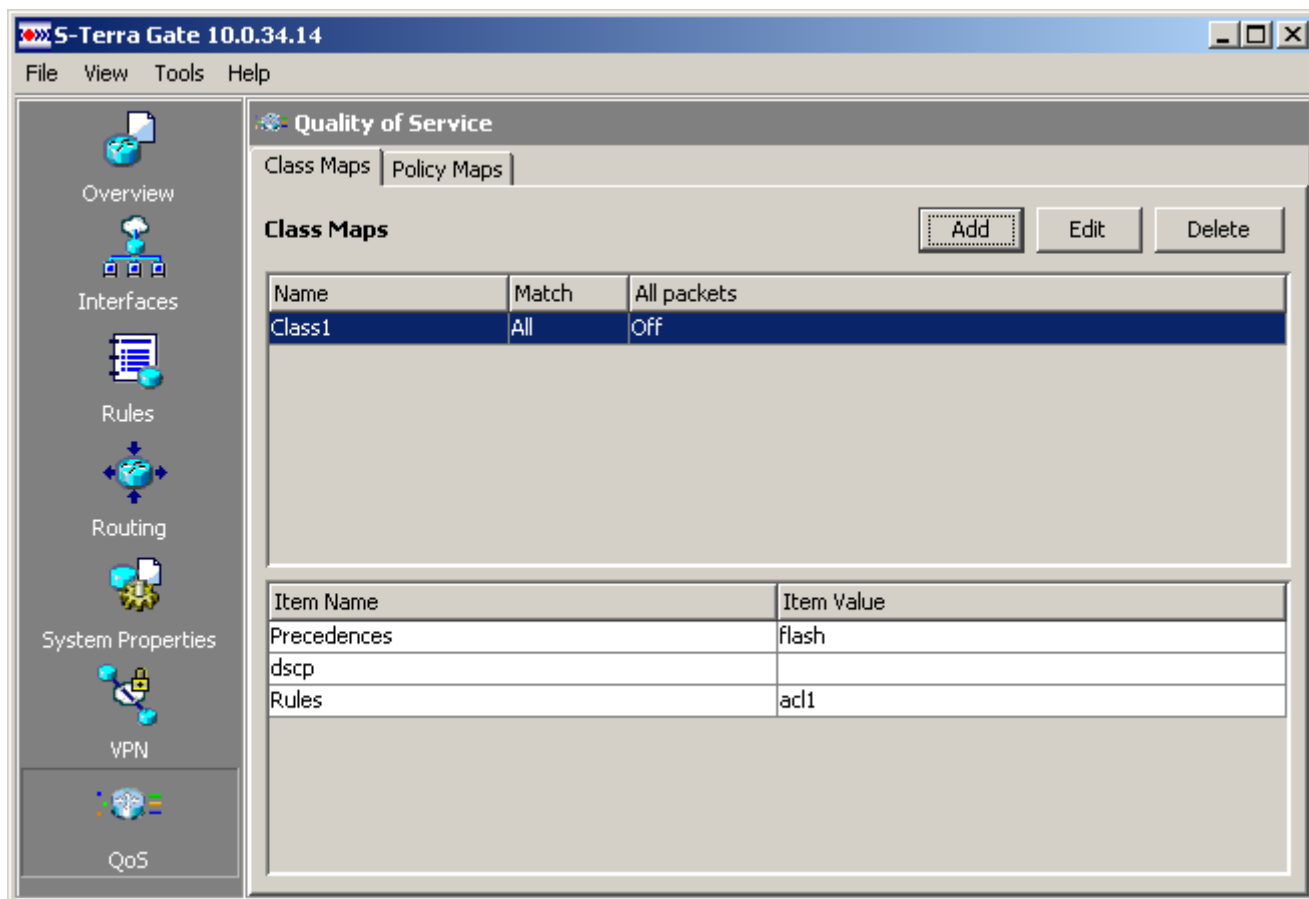 S-Terra Gate 10.0.34.14
File View Tools Help
Overview
Interfaces
Rules
Routing
System Properties
VPN
QoS
Quality of Service
Class Maps Policy Maps
Class Maps Add Edit Delete
Name Match All packets
Class1 All Off
Item Name Item Value
Precedences flash
dscp
Rules acl1